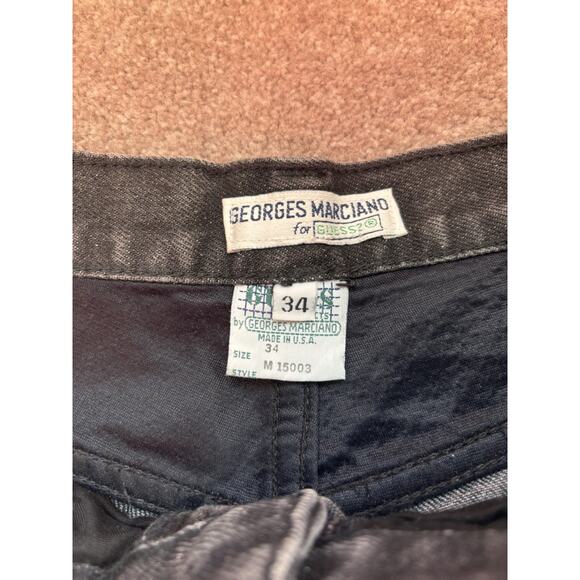 GEORGES MARCIANO
for GUESS?®
34
by GEORGES MARCIANO
MADE IN U.S.A.
34
SIZE
M 15003
STYLE